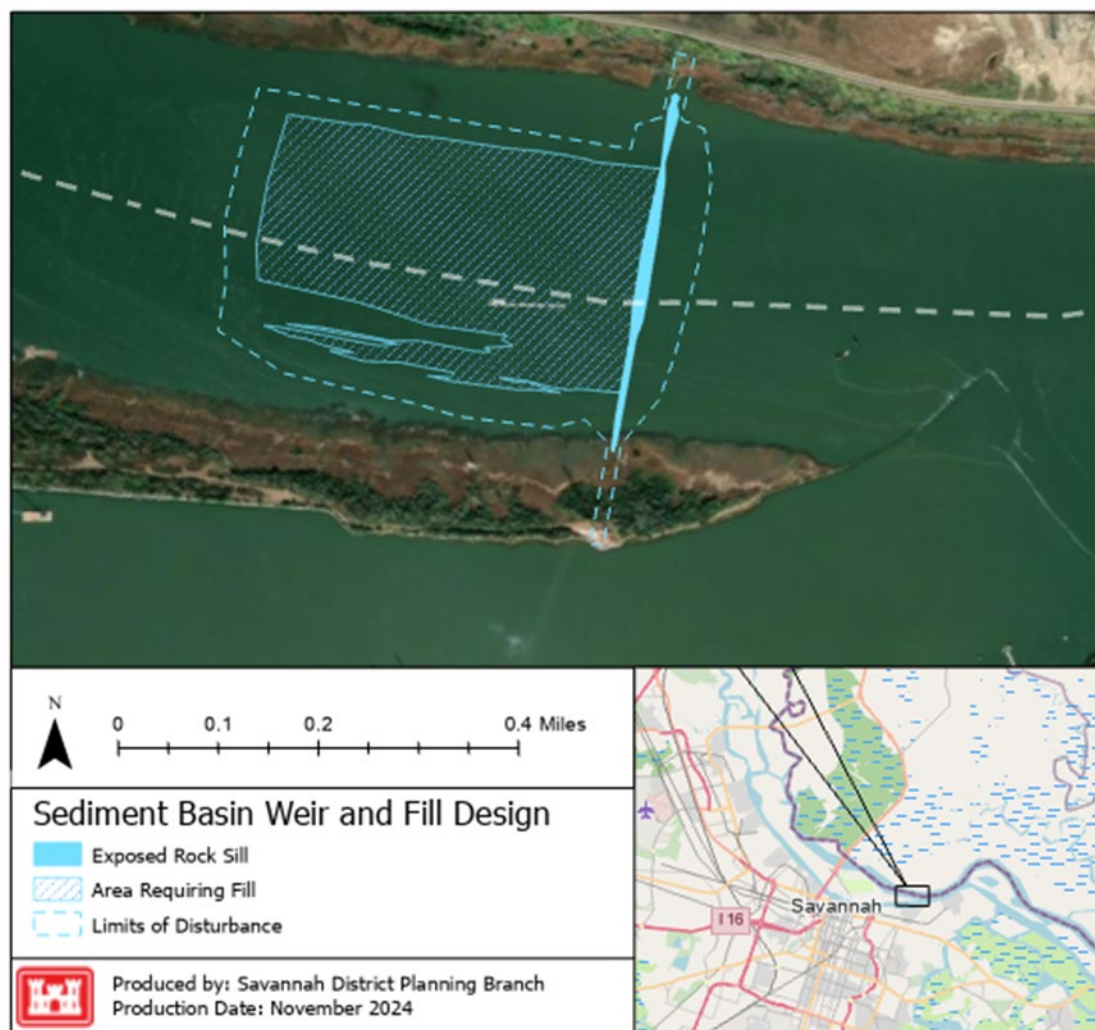 N
0 0.1 0.2 0.4 Miles
Sediment Basin Weir and Fill Design
Exposed Rock Sill
Area Requiring Fill
Limits of Disturbance
Produced by: Savannah District Planning Branch
Production Date: November 2024
Savannah
I 16